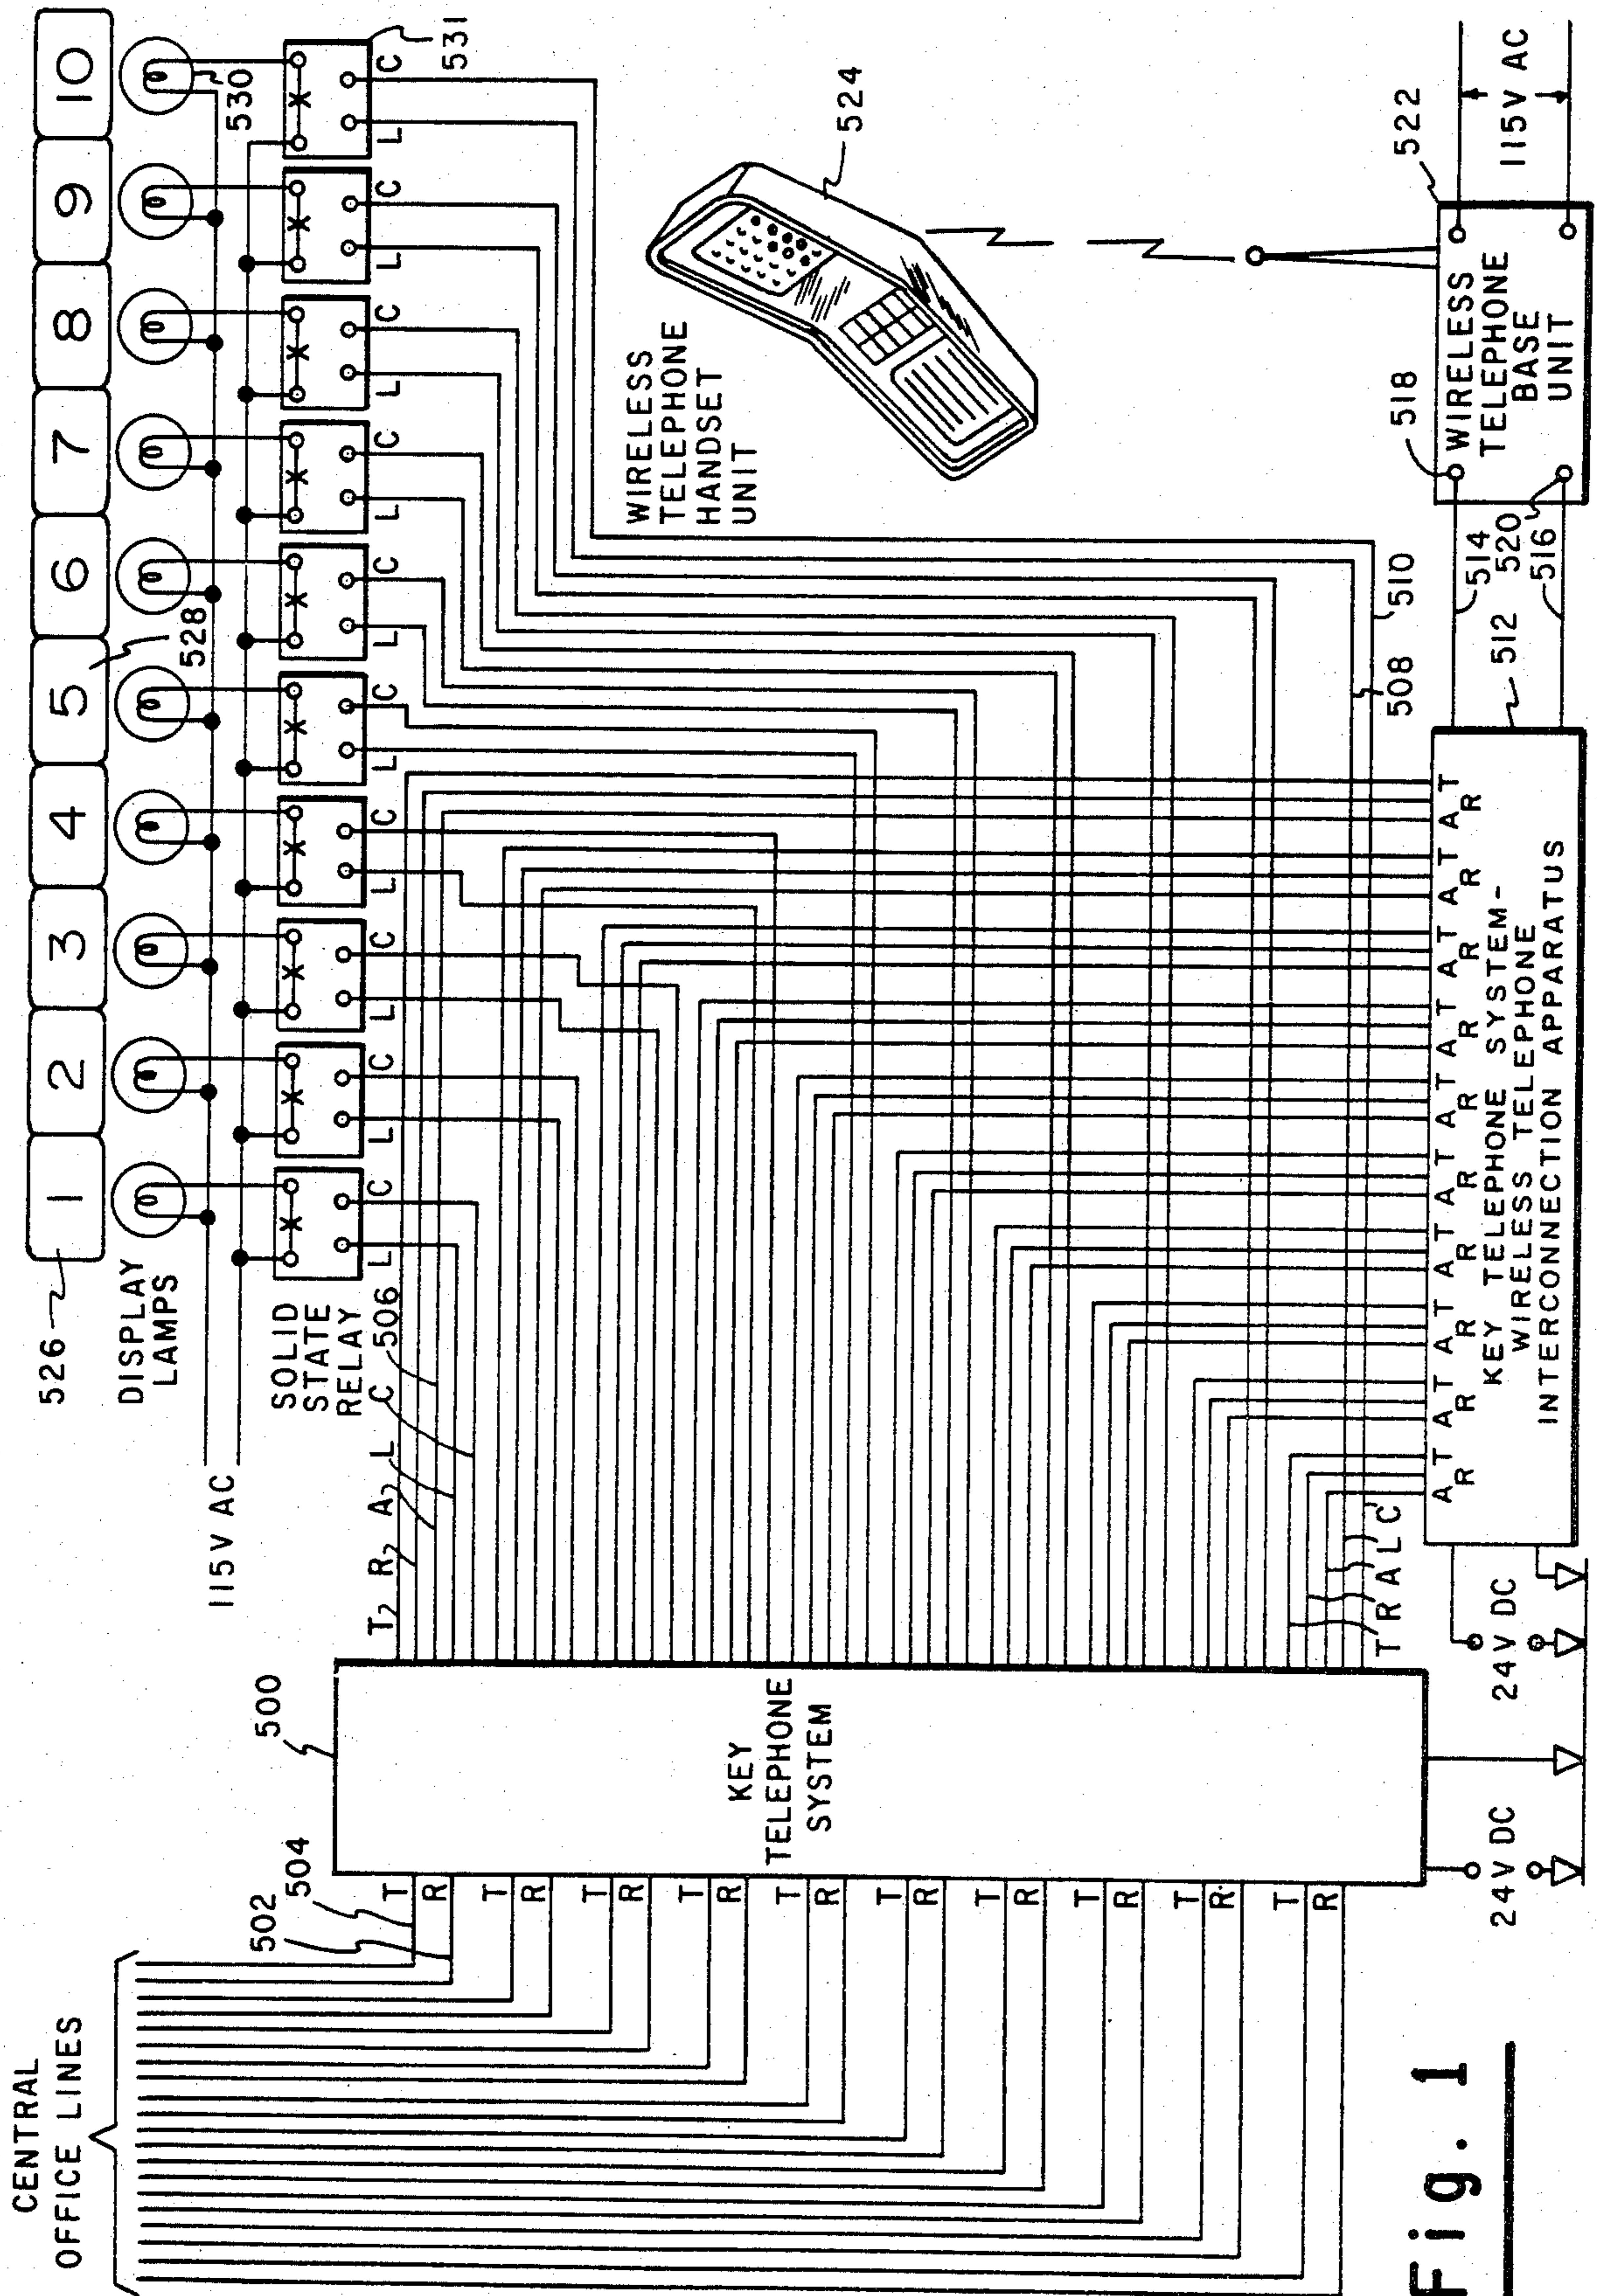 CENTRAL
OFFICE LINES
502
504
T
R
T
R
T
R
T
R
T
R
T
R
T
R
T
R
T
R
T
R
500
KEY
TELEPHONE
SYSTEM
24V DC
24V DC
T R A L C
506
T R A L C
115V AC
526
DISPLAY
LAMPS
SOLID
STATE
RELAY
1 2 3 4 5 6 7 8 9 10
528
530
531
L C L C L C L C L C L C L C L C L C L C
WIRELESS
TELEPHONE
HANDSET
UNIT
524
508
510
A R T A R T A R T A R T A R T A R T A R T A R T A R T A R T
KEY TELEPHONE SYSTEM-
WIRELESS TELEPHONE
INTERCONNECTION APPARATUS
512
514
520
516
518
522
WIRELESS
TELEPHONE
BASE
UNIT
115V AC
Fig. 1